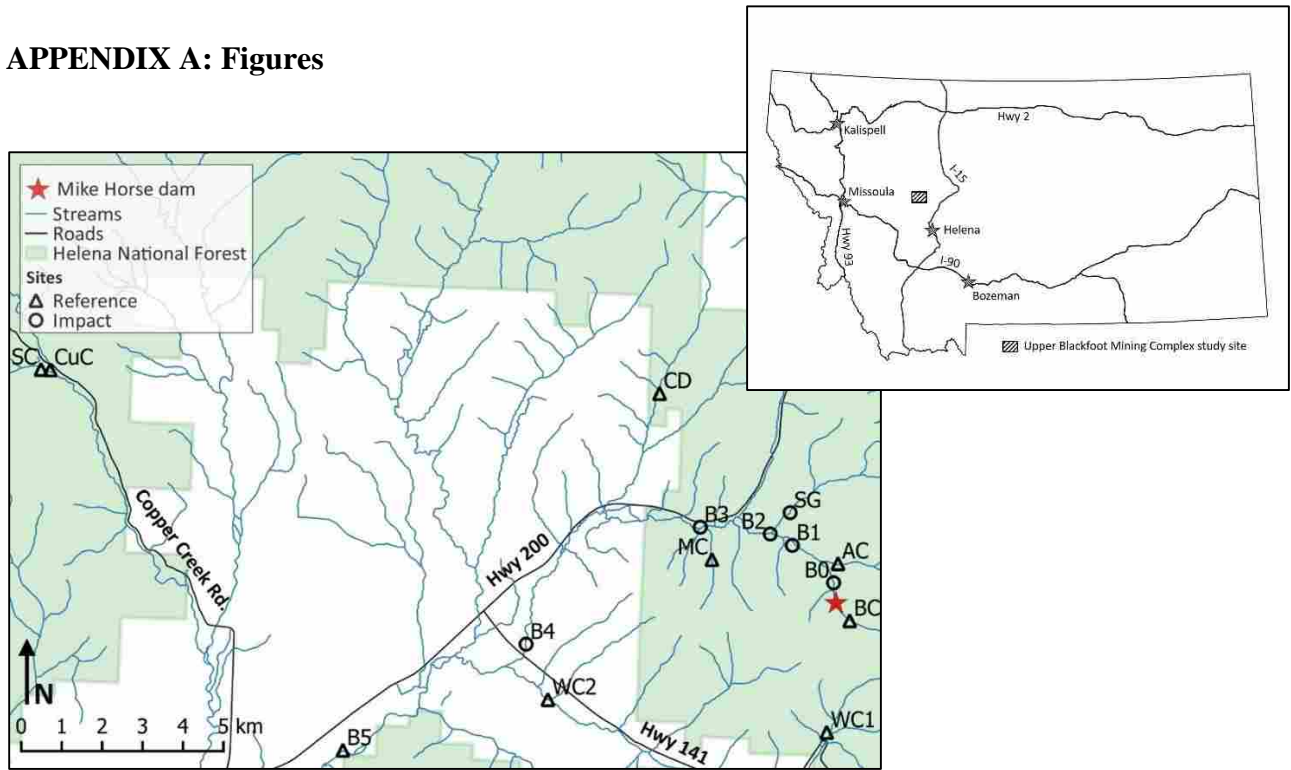 APPENDIX A: Figures
Mike Horse dam
Streams
Roads
Helena National Forest
Sites
Reference
Impact
SC CuC
Copper Creek Rd.
N
0 1 2 3 4 5 km
CD
SG
B3
B2
B1
MC
AC
B0
BC
Hwy 200
B4
WC2
WC1
B5
Hwy 141
Kalispell
Hwy 2
I-15
Missoula
Helena
Hwy 93
I-90
Bozeman
Upper Blackfoot Mining Complex study site